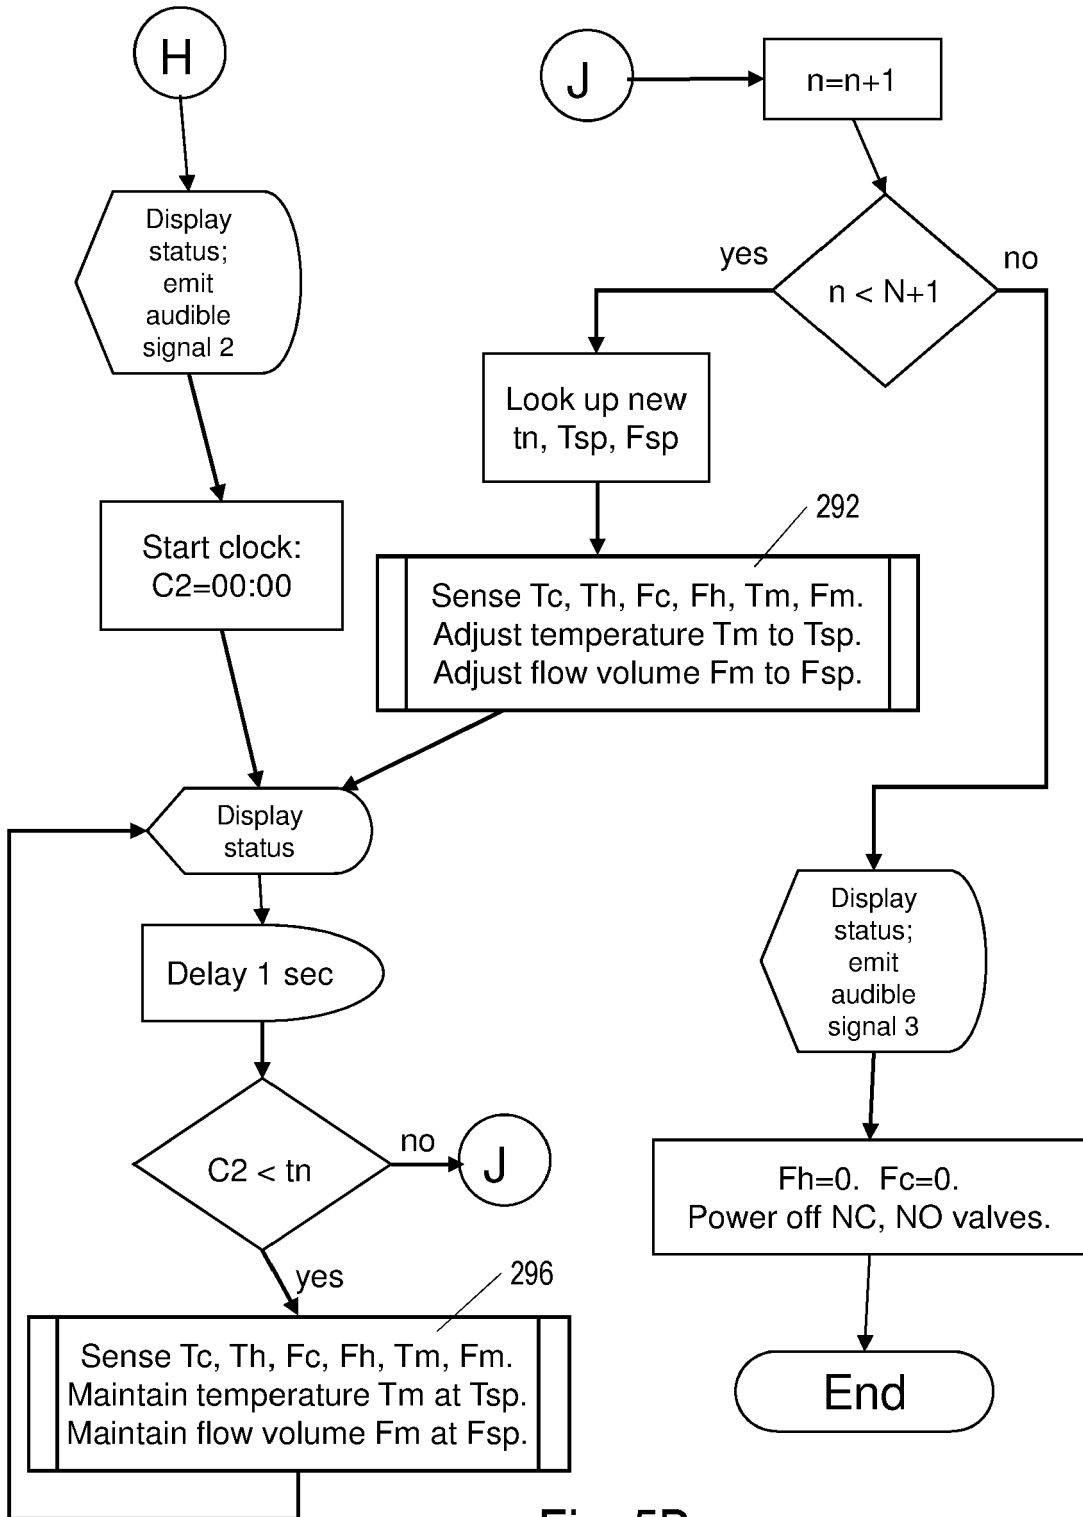 H
Display
status;
emit
audible
signal 2
Start clock:
C2=00:00
Display
status
Delay 1 sec
C2 < tn
no
J
yes
296
Sense Tc, Th, Fc, Fh, Tm, Fm.
Maintain temperature Tm at Tsp.
Maintain flow volume Fm at Fsp.
J
n=n+1
n < N+1
yes
no
Look up new
tn, Tsp, Fsp
292
Sense Tc, Th, Fc, Fh, Tm, Fm.
Adjust temperature Tm to Tsp.
Adjust flow volume Fm to Fsp.
Display
status;
emit
audible
signal 3
Fh=0. Fc=0.
Power off NC, NO valves.
End